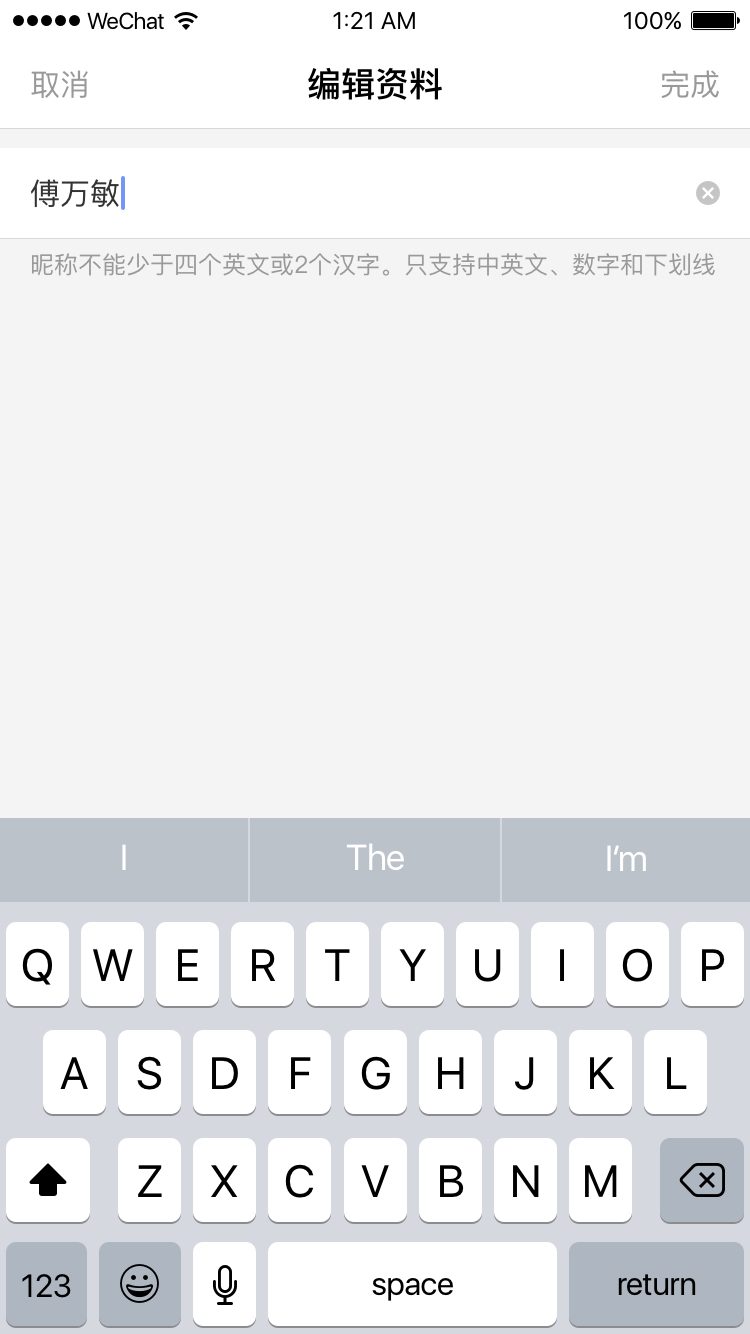 WeChat 1:21 AM 100%
取消 编辑资料 完成
傅万敏
昵称不能少于四个英文或2个汉字。只支持中英文、数字和下划线
I The I’m
Q W E R T Y U I O P
A S D F G H J K L
Z X C V B N M
123 space return